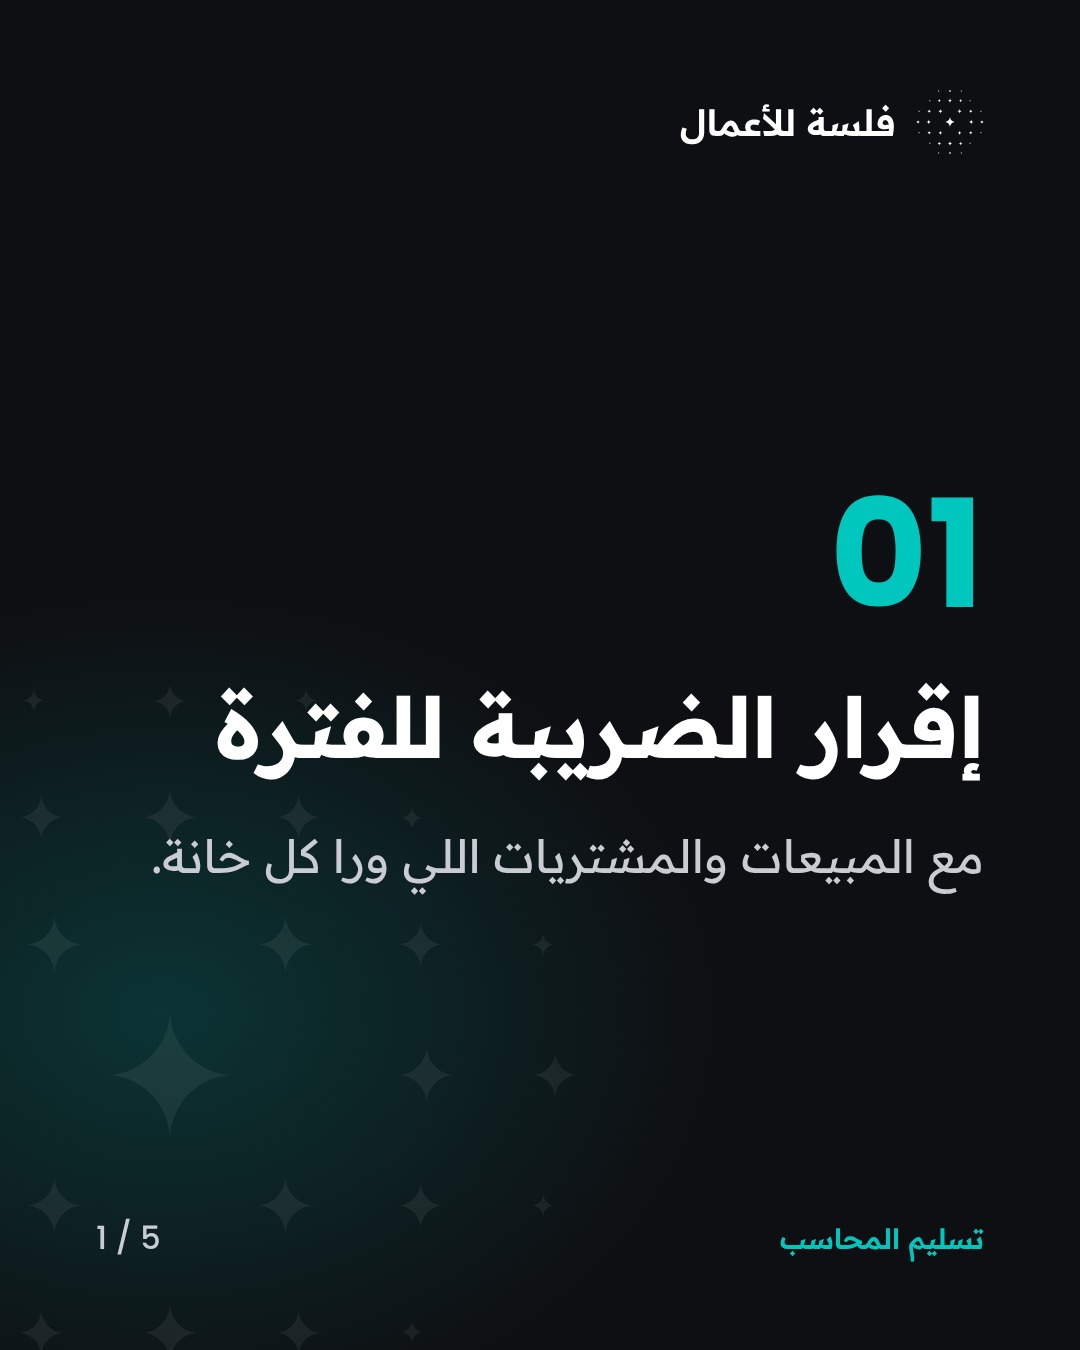 فلسة للأعمال
01
إقرار الضريبة للفترة
مع المبيعات والمشتريات اللي ورا كل خانة.
تسليم المحاسب
1 / 5